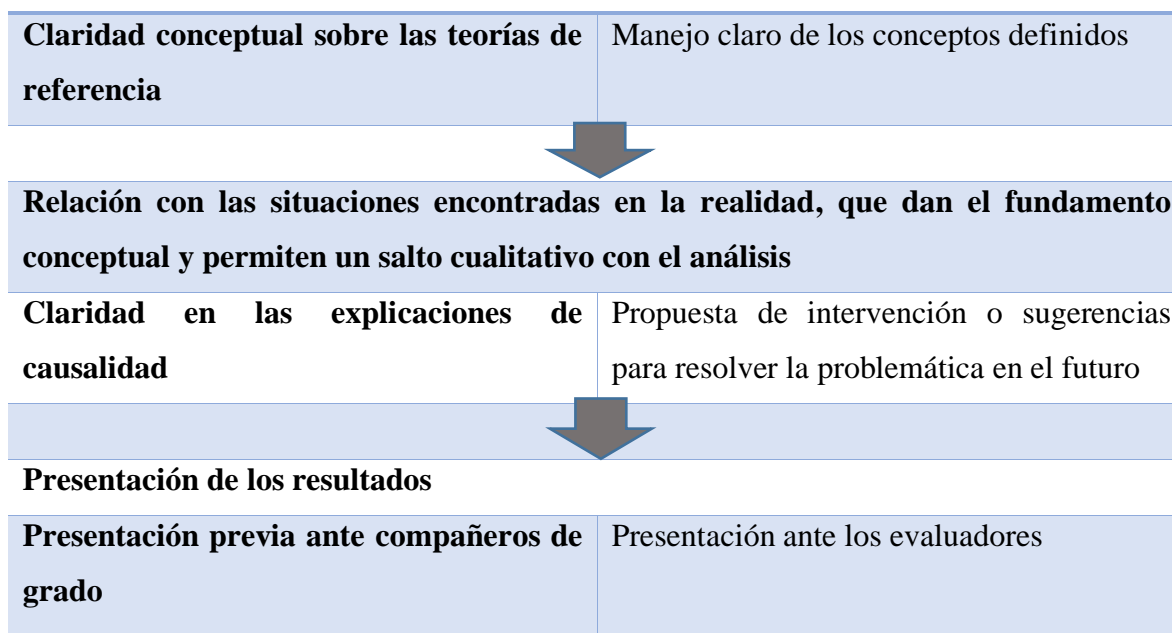 Claridad conceptual sobre las teorías de
referencia
Manejo claro de los conceptos definidos
Relación con las situaciones encontradas en la realidad, que dan el fundamento
conceptual y permiten un salto cualitativo con el análisis
Claridad en las explicaciones de
causalidad
Propuesta de intervención o sugerencias
para resolver la problemática en el futuro
Presentación de los resultados
Presentación previa ante compañeros de
grado
Presentación ante los evaluadores